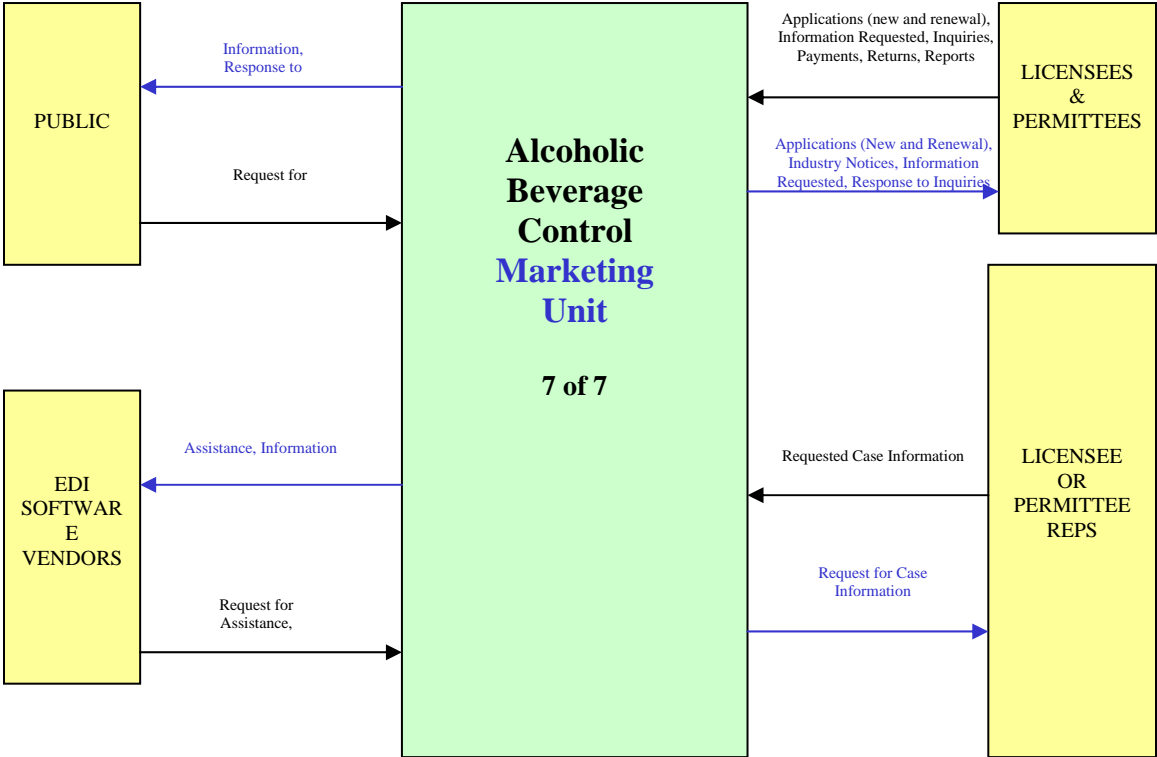 PUBLIC
Information,
Response to
Request for
Alcoholic
Beverage
Control
Marketing
Unit
7 of 7
Applications (new and renewal),
Information Requested, Inquiries,
Payments, Returns, Reports
LICENSEES
&
PERMITTEES
Applications (New and Renewal),
Industry Notices, Information
Requested, Response to Inquiries
EDI
SOFTWAR
E
VENDORS
Assistance, Information
Request for
Assistance,
Requested Case Information
LICENSEE
OR
PERMITTEE
REPS
Request for Case
Information